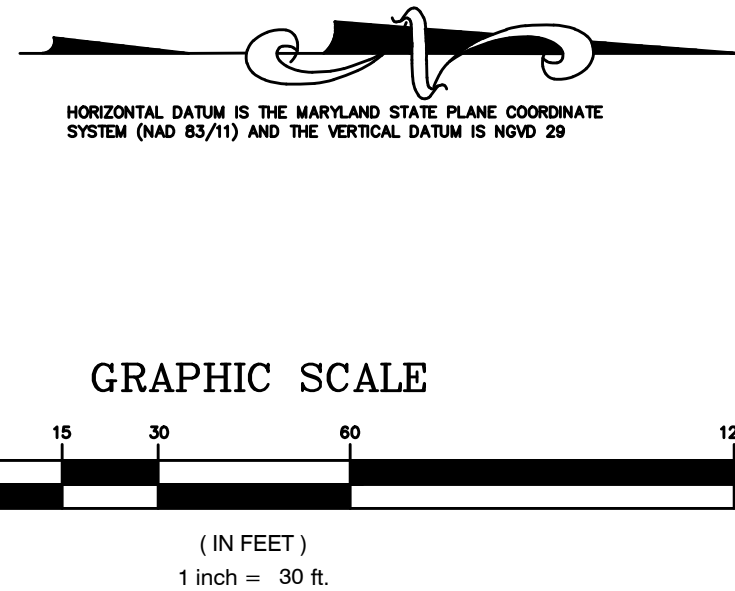 HORIZONTAL DATUM IS THE MARYLAND STATE PLANE COORDINATE
SYSTEM (NAD 83/11) AND THE VERTICAL DATUM IS NGVD 29
GRAPHIC SCALE
15 30 60
( IN FEET )
1 inch = 30 ft.